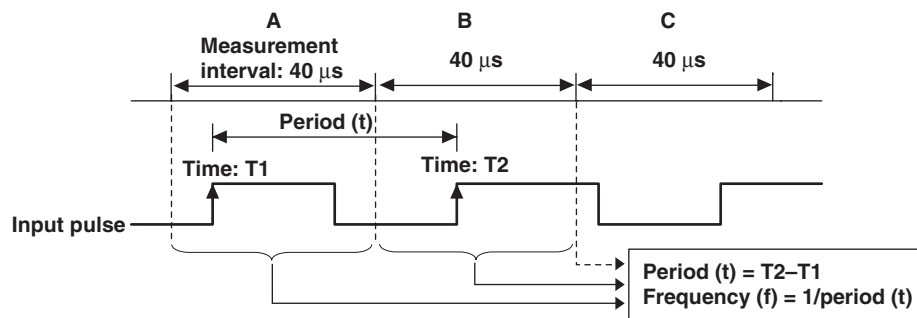 A
B
C
Measurement
interval: 40 μs
40 μs
40 μs
Period (t)
Time: T1
Time: T2
Input pulse
Period (t) = T2–T1
Frequency (f) = 1/period (t)